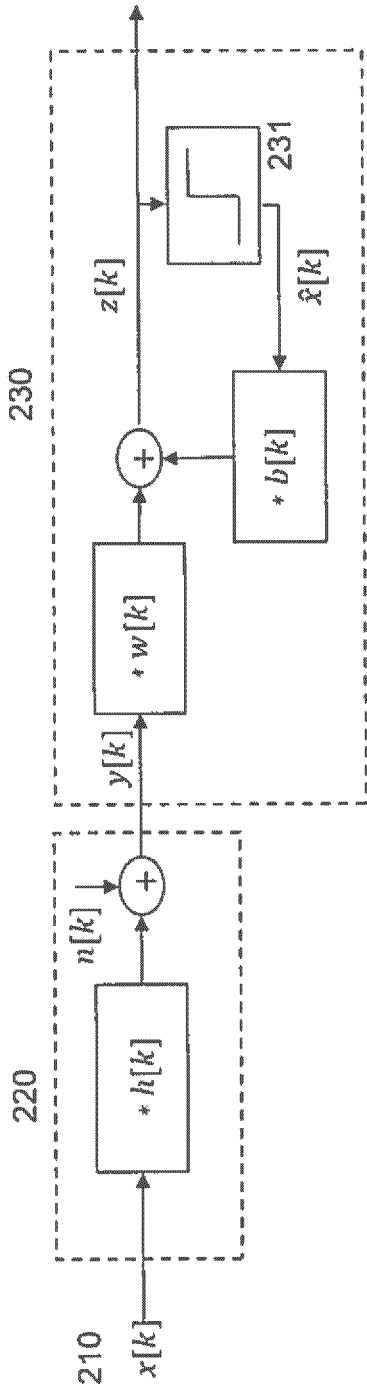 210
x[k]
220
* h[k]
n[k]
+
y[k]
230
* w[k]
+
z[k]
231
x̂[k]
* b[k]